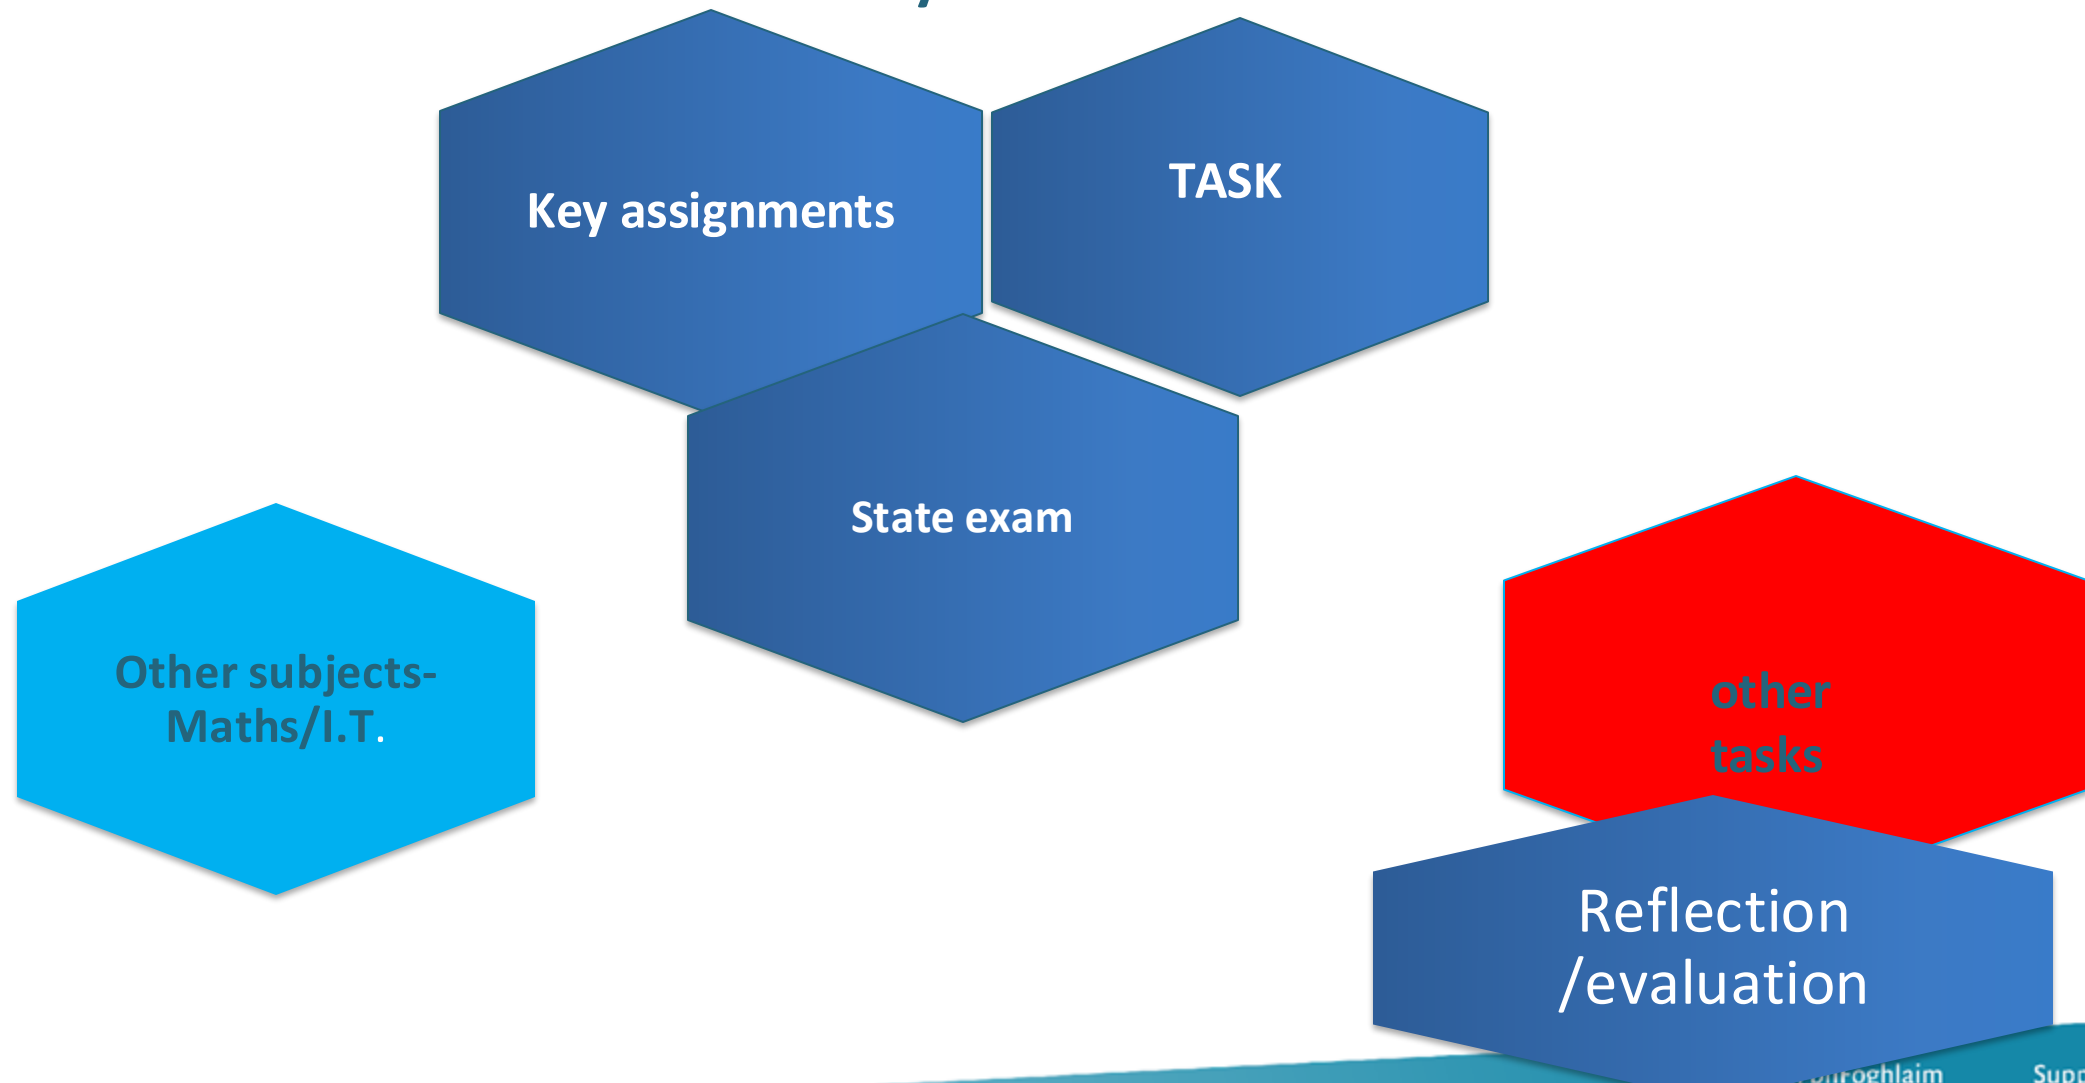 Key assignments
TASK
State exam
Other subjects-
Maths/I.T.
other
tasks
Reflection
/evaluation